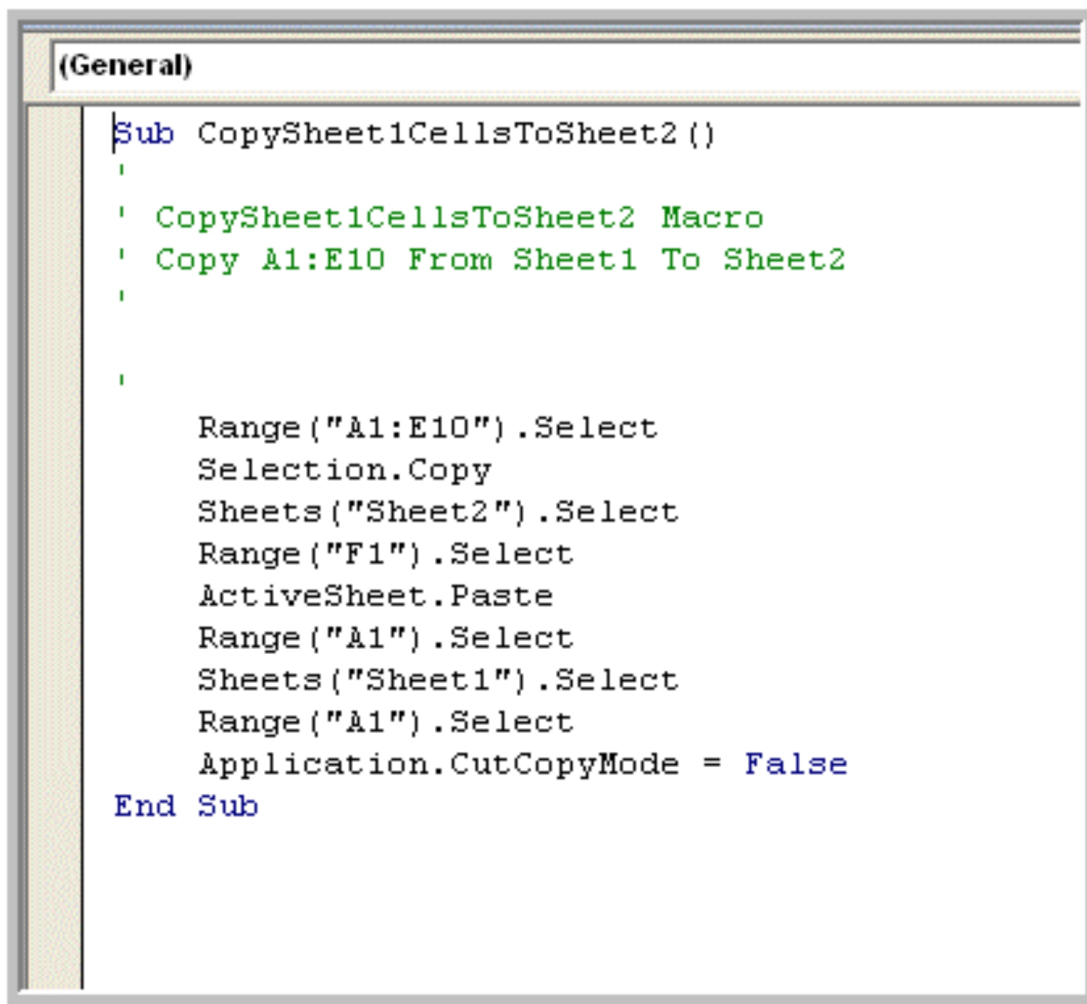 (General)
Sub CopySheet1CellsToSheet2()
'
' CopySheet1CellsToSheet2 Macro
' Copy A1:E10 From Sheet1 To Sheet2
'
'
Range("A1:E10").Select
Selection.Copy
Sheets("Sheet2").Select
Range("F1").Select
ActiveSheet.Paste
Range("A1").Select
Sheets("Sheet1").Select
Range("A1").Select
Application.CutCopyMode = False
End Sub